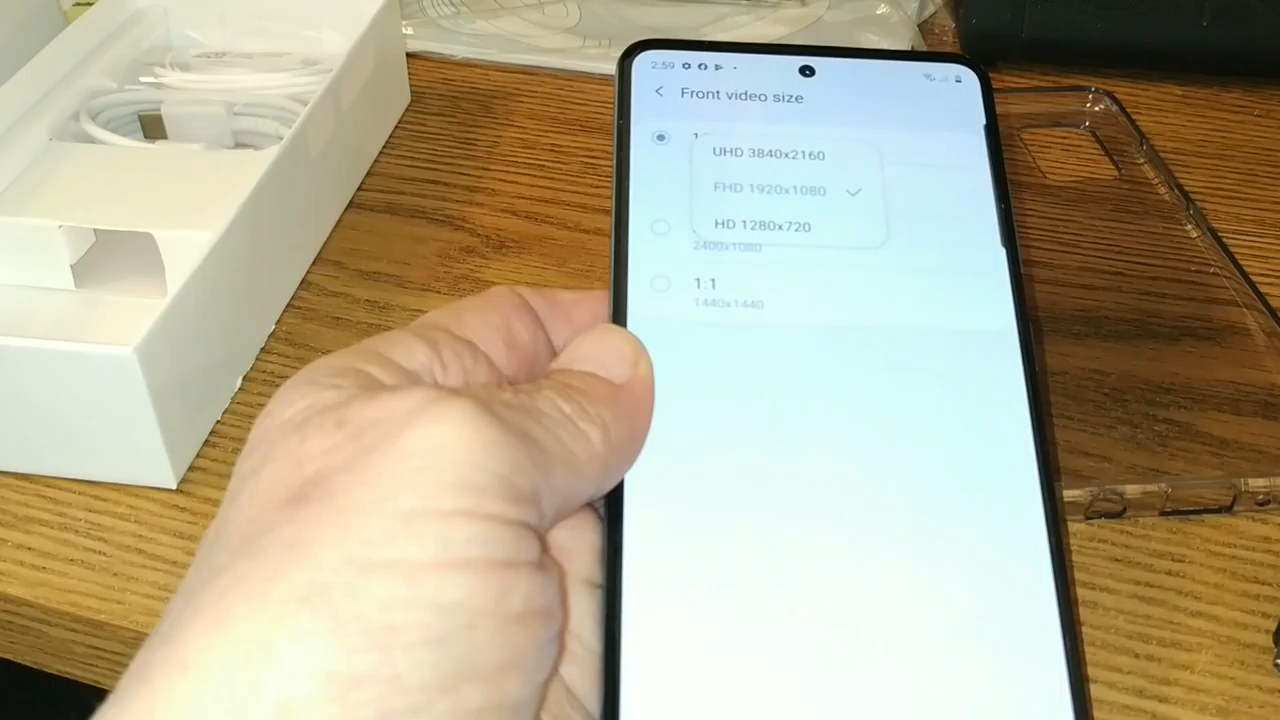 2:59
Front video size
UHD 3840x2160
FHD 1920x1080
HD 1280x720
2400x1080
1:1
1440x1440